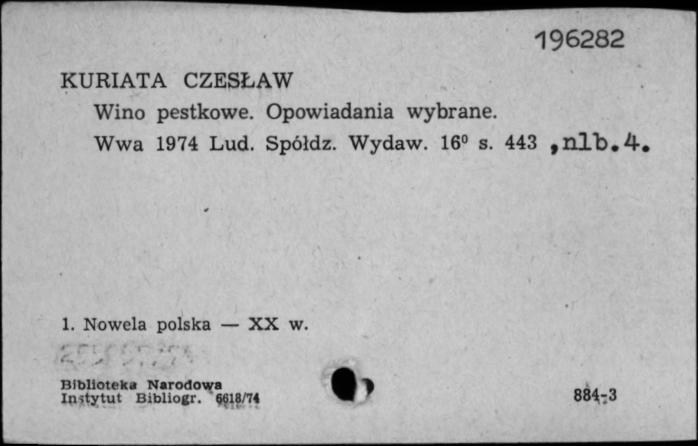 196282
KURIATA CZESŁAW
Wino pestkowe. Opowiadania wybrane.
Wwa 1974 Lud. Spółdz. Wydaw. 16⁰ s. 443 ,nlb.4.
1. Nowela polska — XX w.
Biblioteka Narodowa
Instytut Bibliogr. 6618/74
884-3